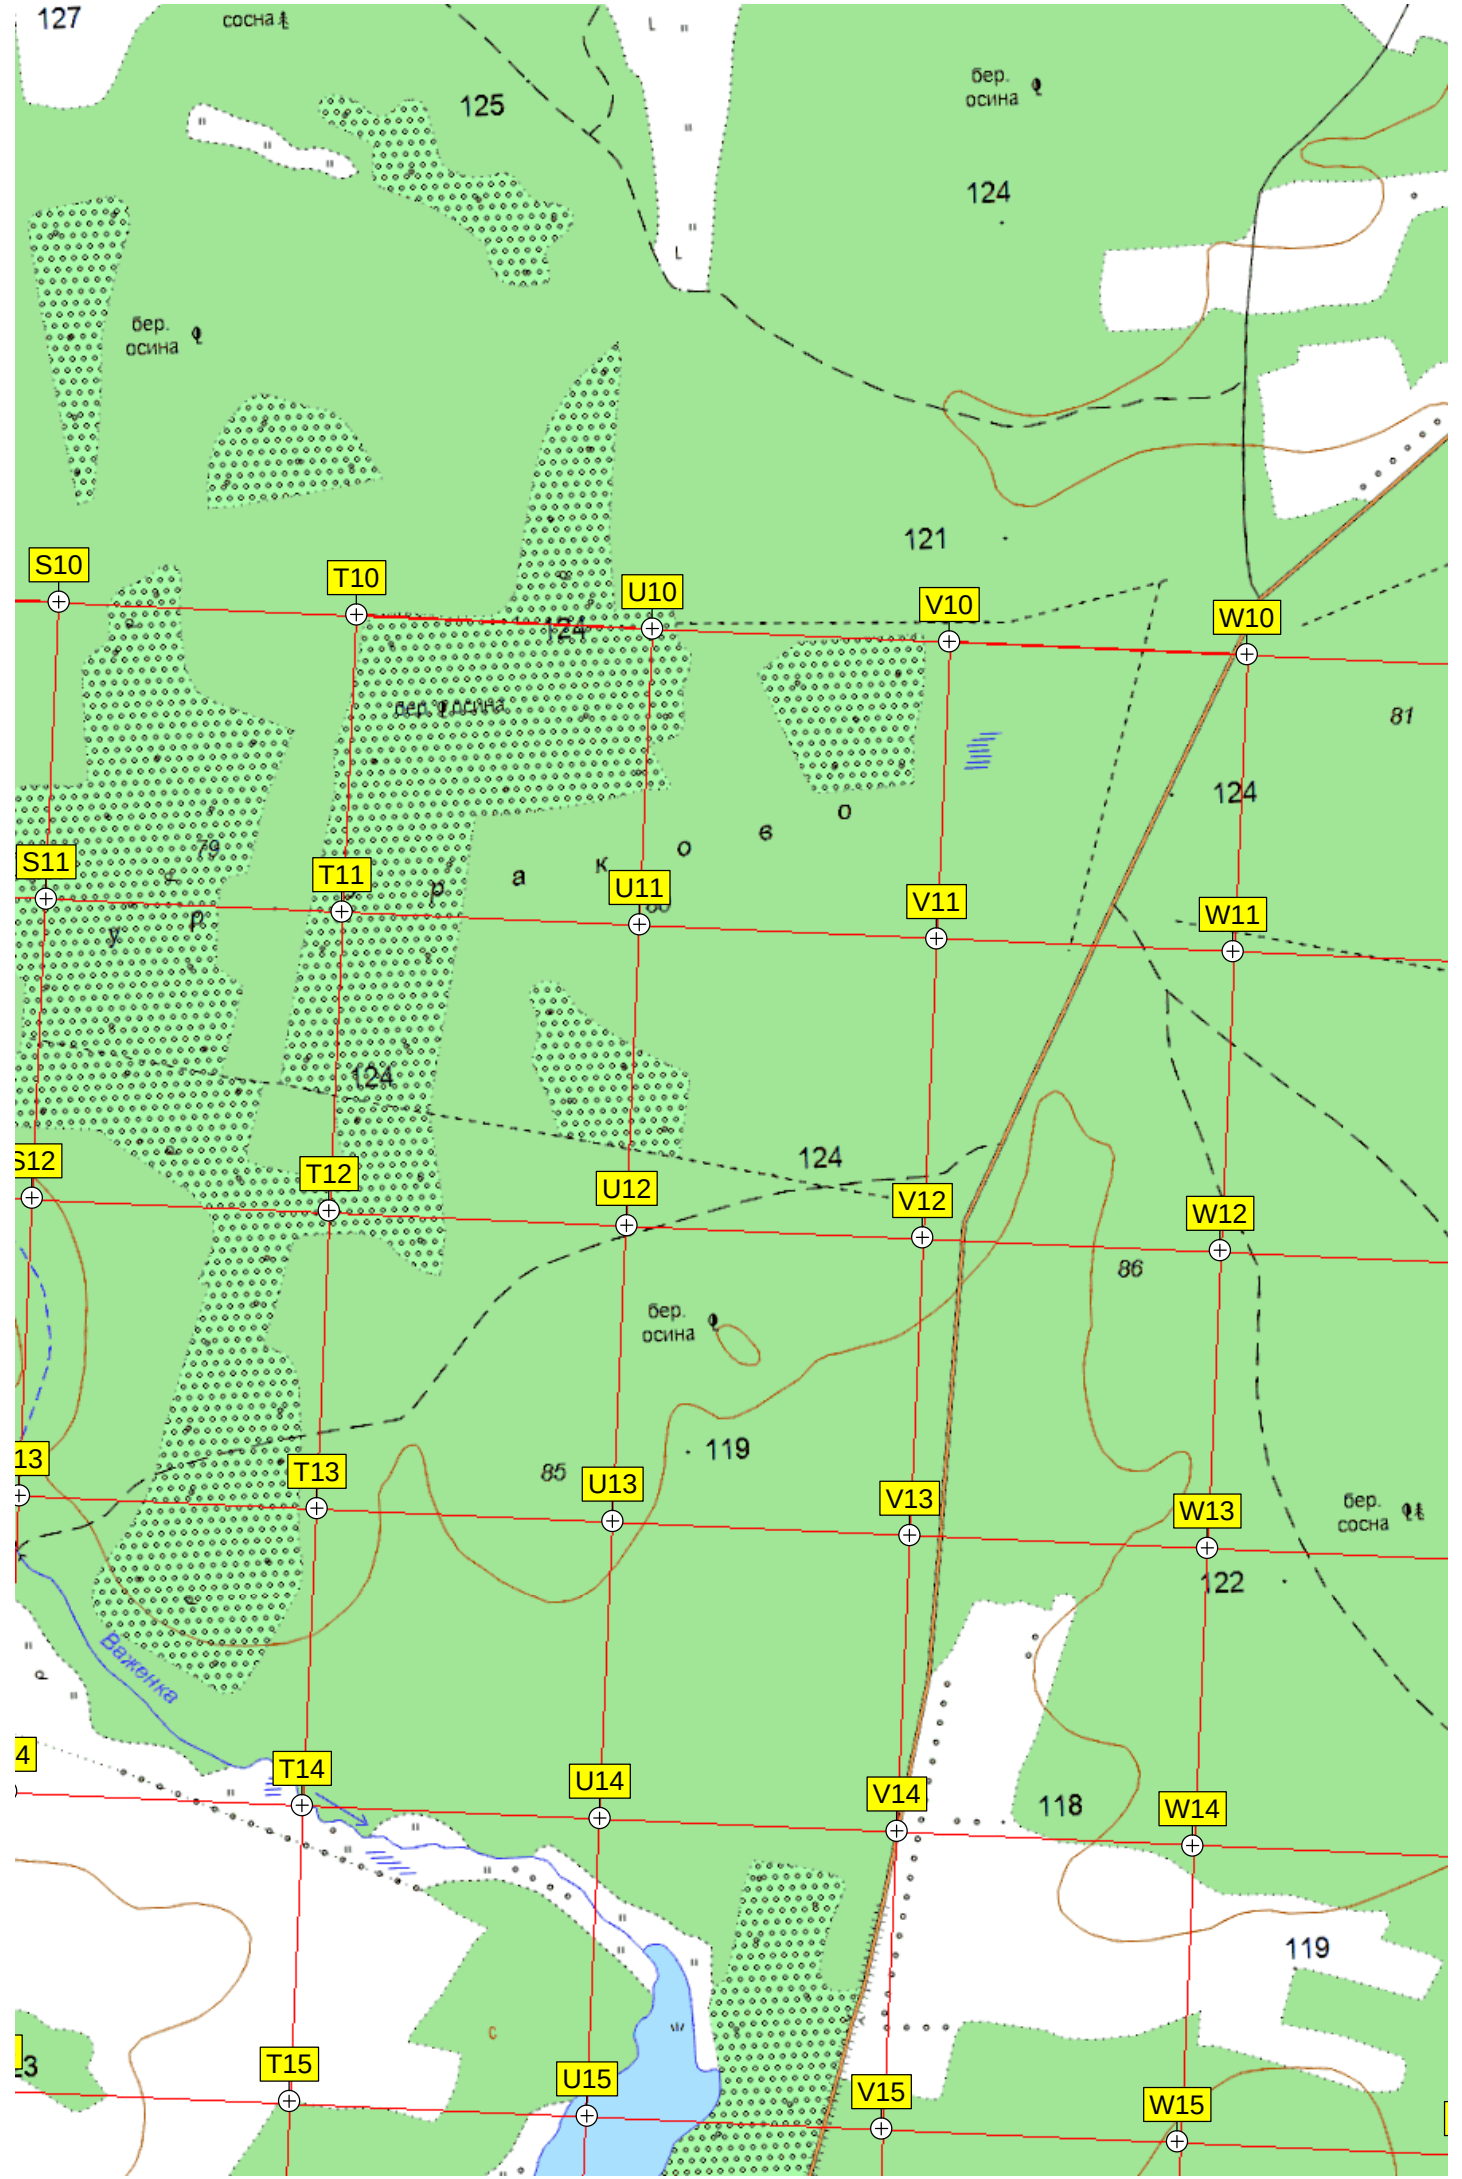 127
сосна
L
125
бер.
осина
124
L
бер.
осина
121
S10
T10
U10
V10
W10
124
бер. осина
81
124
о
в
о
79
S11
T11
р
а
к
U11
V11
W11
у
р
124
124
S12
T12
U12
V12
W12
86
бер.
осина
119
85
13
T13
U13
V13
W13
бер.
сосна
122
Важенка
4
T14
U14
V14
118
W14
119
С
T15
U15
V15
W15